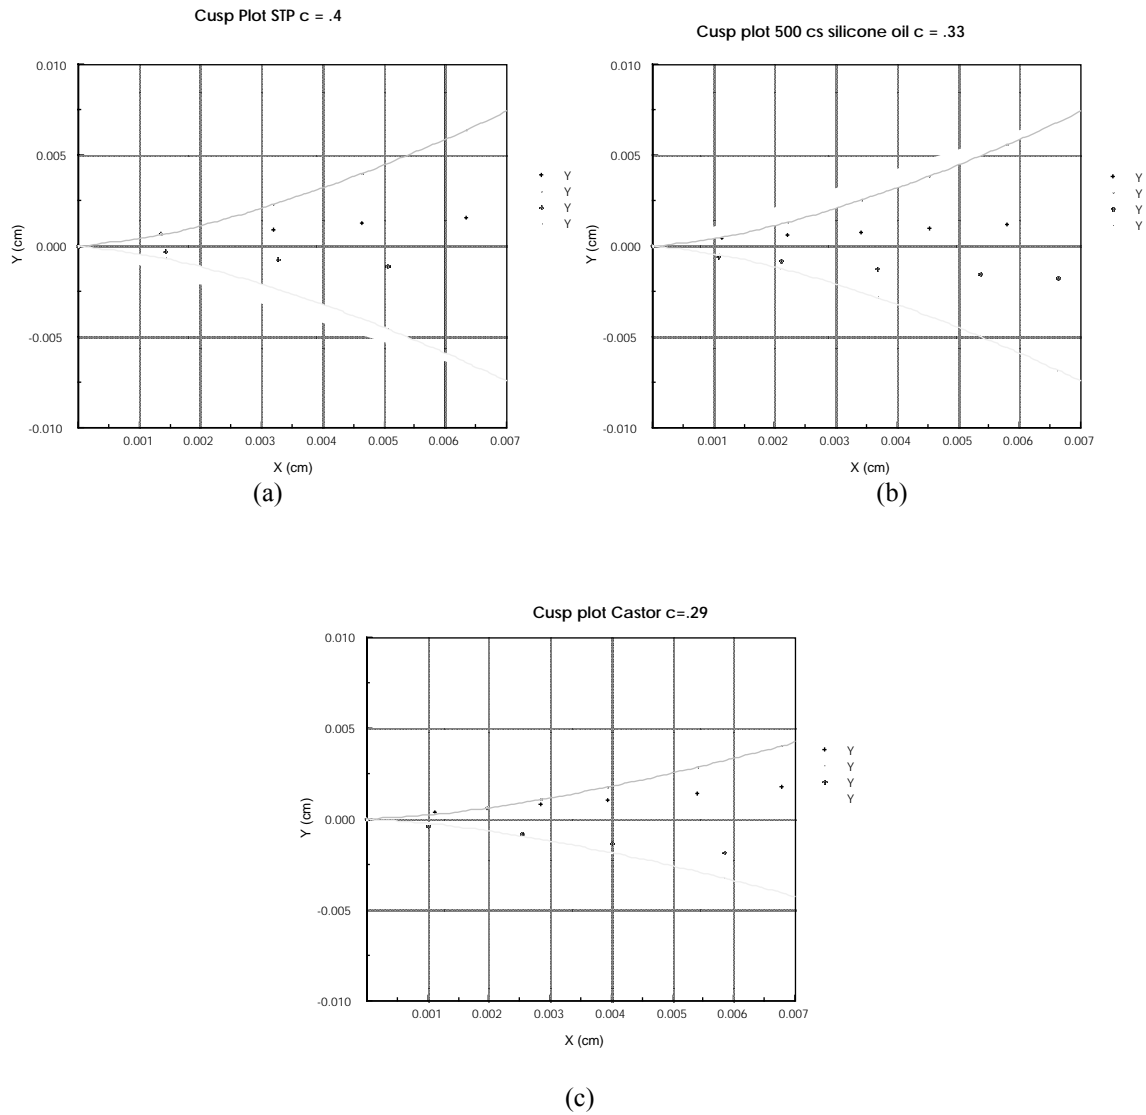 Cusp Plot STP c = .4
0.010
0.005
0.000
-0.005
-0.010
Y (cm)
0.001 0.002 0.003 0.004 0.005 0.006 0.007
X (cm)
Y
Y
Y
Y
(a)
Cusp plot 500 cs silicone oil c = .33
0.010
0.005
0.000
-0.005
-0.010
Y (cm)
0.001 0.002 0.003 0.004 0.005 0.006 0.007
X (cm)
Y
Y
Y
Y
(b)
Cusp plot Castor c=.29
0.010
0.005
0.000
-0.005
-0.010
Y (cm)
0.001 0.002 0.003 0.004 0.005 0.006 0.007
X (cm)
Y
Y
Y
Y
(c)